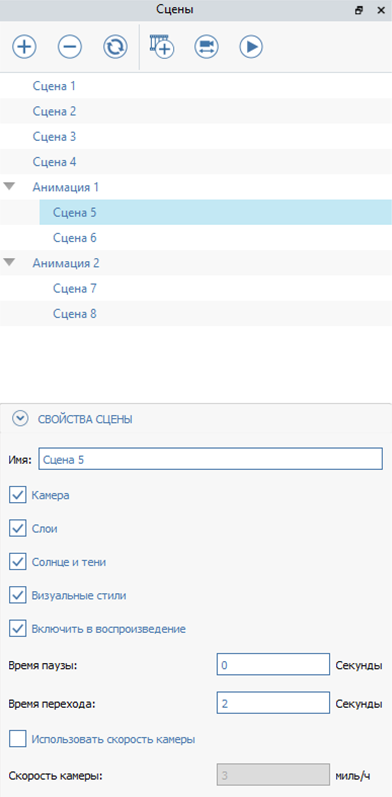 Сцены
Сцена 1
Сцена 2
Сцена 3
Сцена 4
Анимация 1
Сцена 5
Сцена 6
Анимация 2
Сцена 7
Сцена 8
СВОЙСТВА СЦЕНЫ
Имя: Сцена 5
Камера
Слои
Солнце и тени
Визуальные стили
Включить в воспроизведение
Время паузы: 0 Секунды
Время перехода: 2 Секунды
Использовать скорость камеры
Скорость камеры: 3 миль/ч